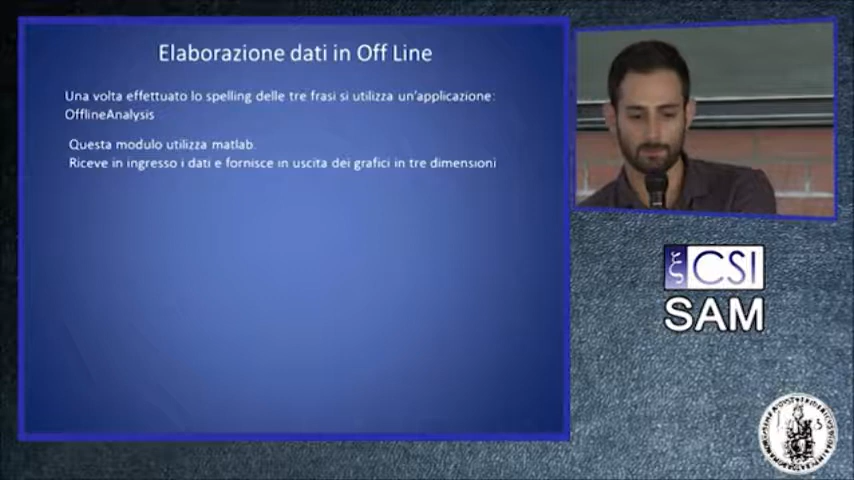 Elaborazione dati in Off Line
Una volta effettuato lo spelling delle tre frasi si utilizza un'applicazione:
OfflineAnalysis
Questa modulo utilizza matlab.
Riceve in ingresso i dati e fornisce in uscita dei grafici in tre dimensioni
ξ CSI
SAM